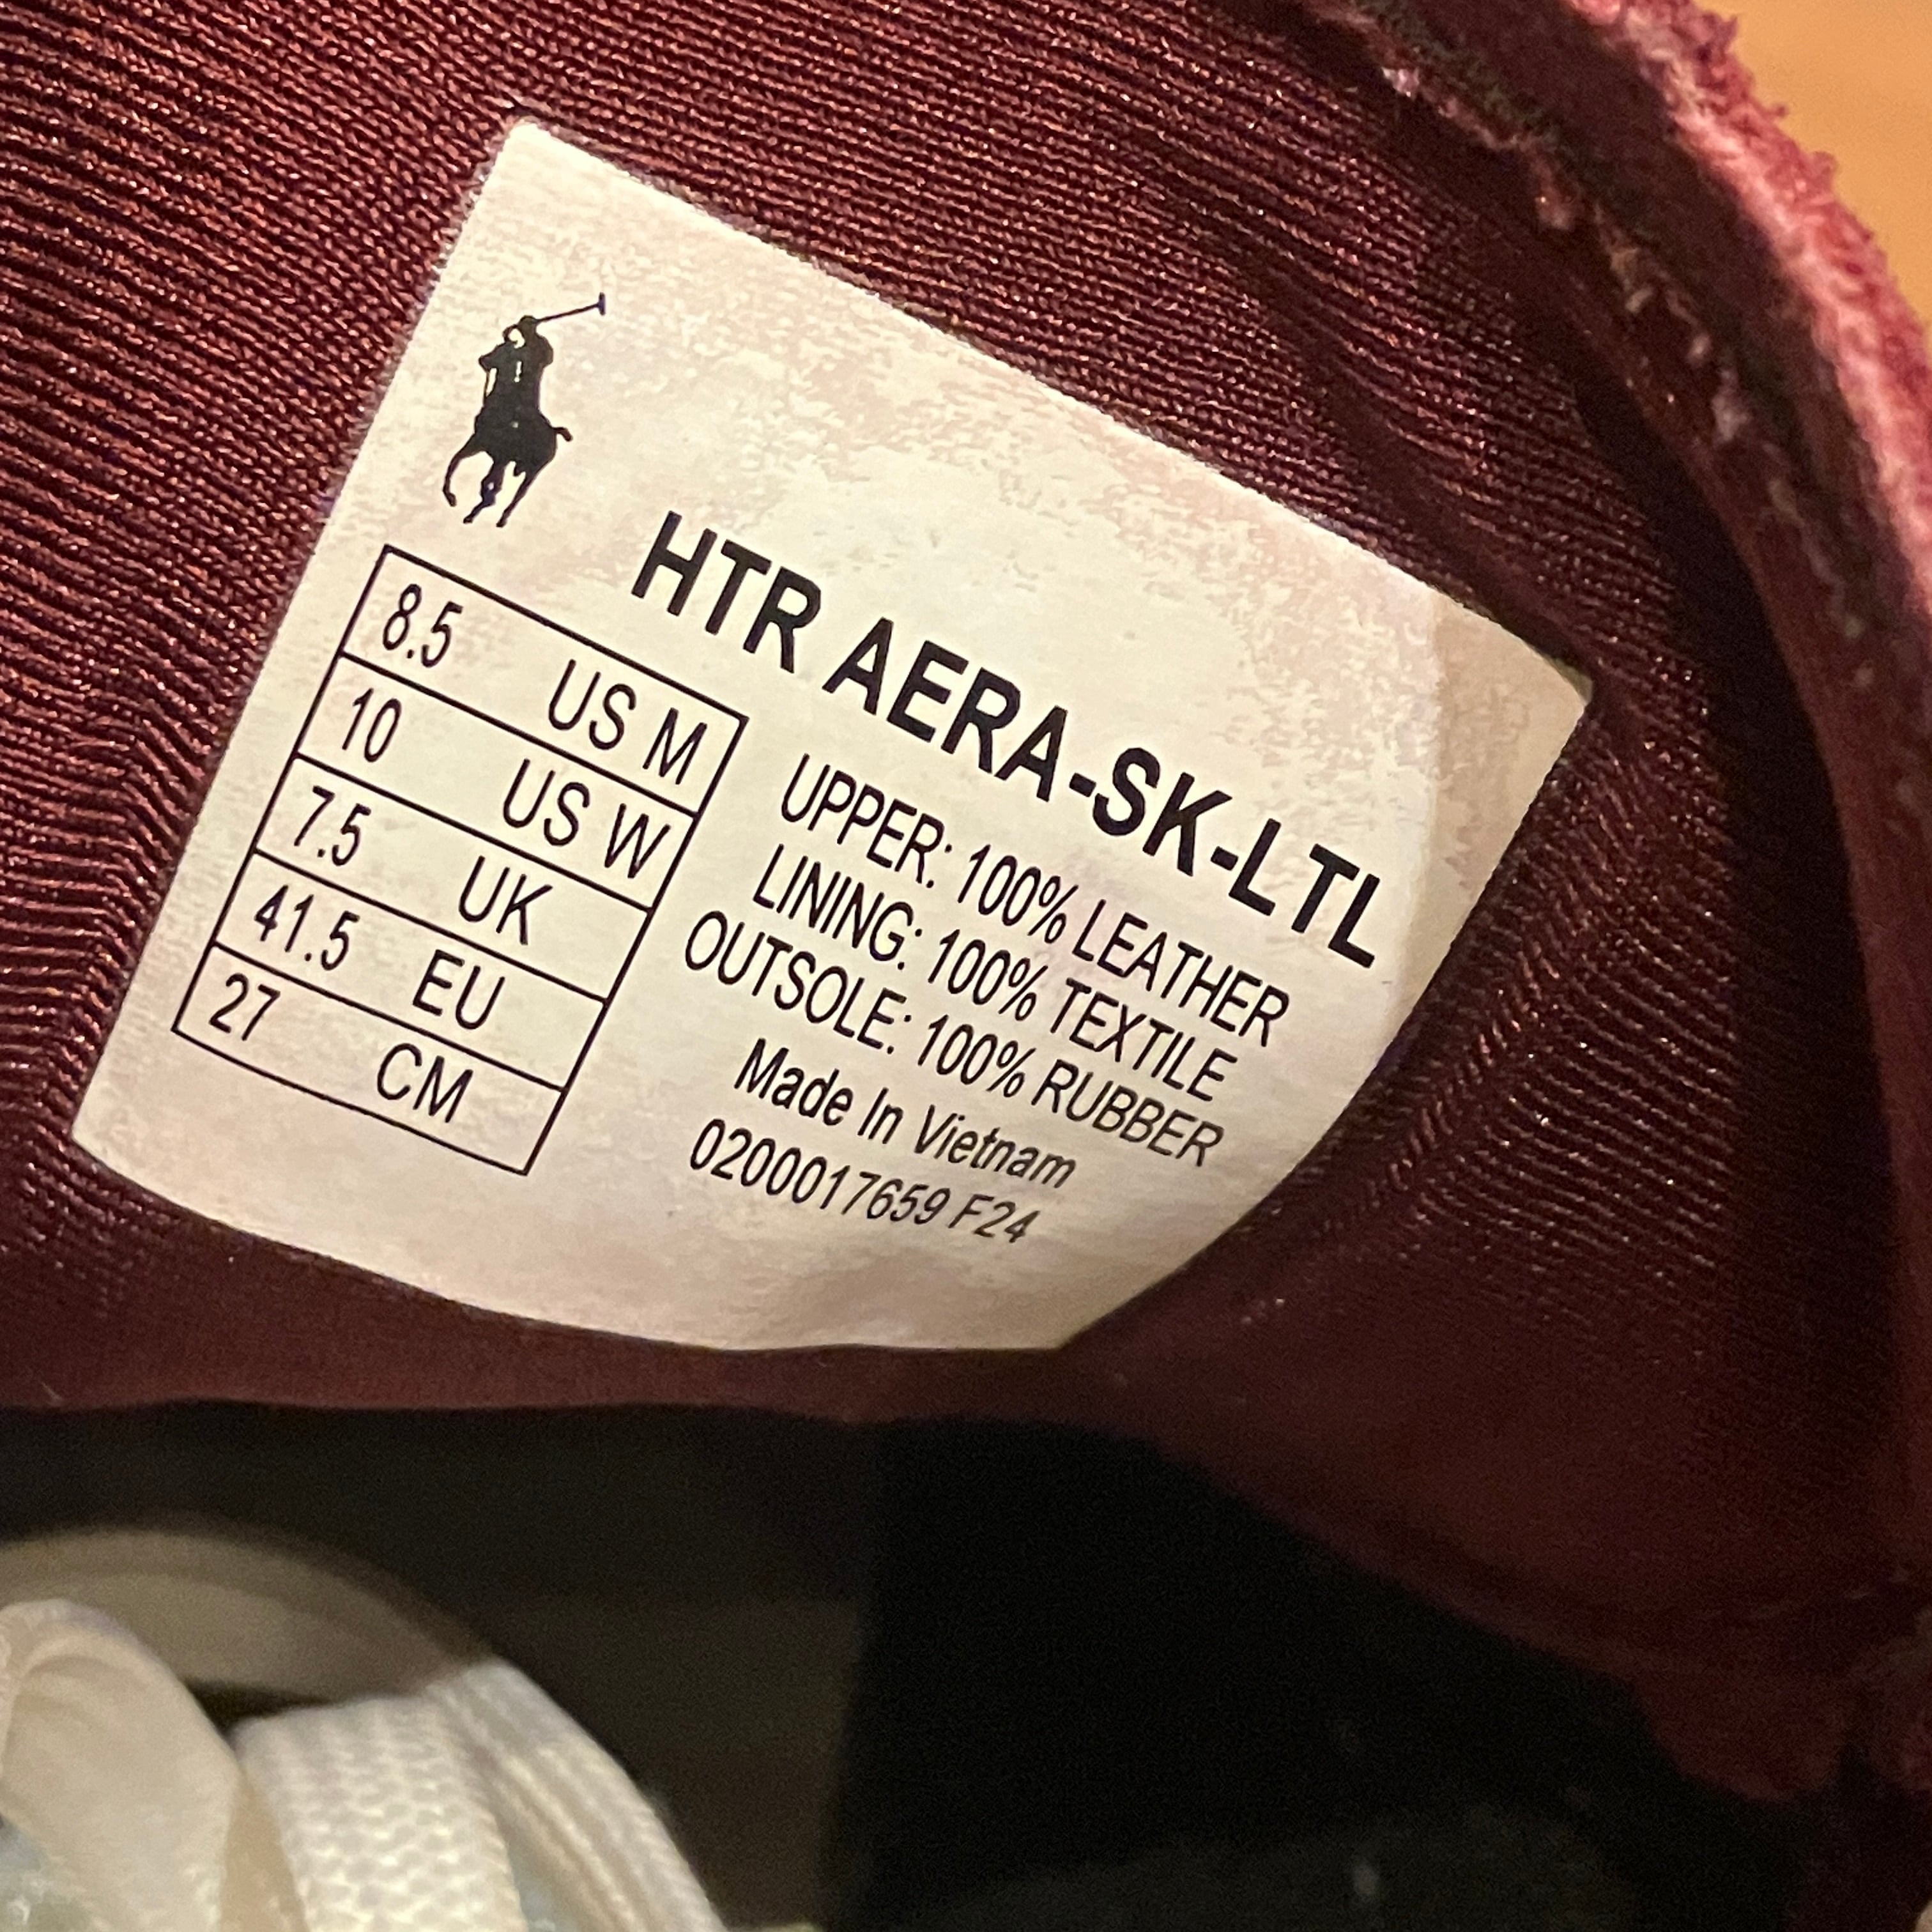 HTR AERA-SK-LTL
8.5 US M
10 US W
7.5 UK
41.5 EU
27 CM
UPPER: 100% LEATHER
LINING: 100% TEXTILE
OUTSOLE: 100% RUBBER
Made In Vietnam
0200017659 F24